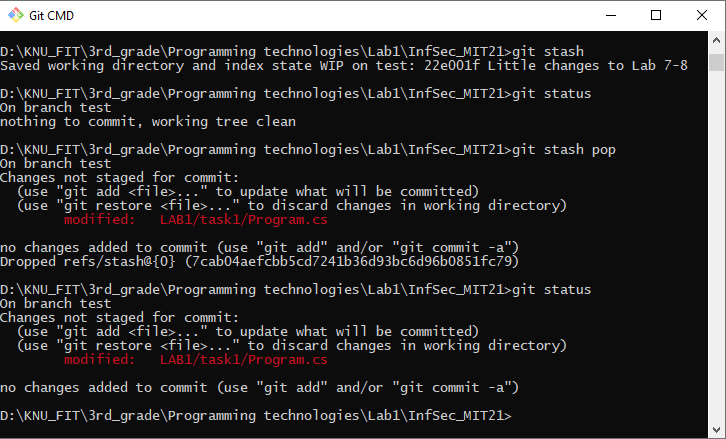 Git CMD
D:\KNU_FIT\3rd_grade\Programming technologies\Lab1\InfSec_MIT21>git stash
Saved working directory and index state WIP on test: 22e001f Little changes to Lab 7-8
D:\KNU_FIT\3rd_grade\Programming technologies\Lab1\InfSec_MIT21>git status
On branch test
nothing to commit, working tree clean
D:\KNU_FIT\3rd_grade\Programming technologies\Lab1\InfSec_MIT21>git stash pop
On branch test
Changes not staged for commit:
  (use "git add <file>..." to update what will be committed)
  (use "git restore <file>..." to discard changes in working directory)
        modified:   LAB1/task1/Program.cs
no changes added to commit (use "git add" and/or "git commit -a")
Dropped refs/stash@{0} (7cab04aefcbb5cd7241b36d93bc6d96b0851fc79)
D:\KNU_FIT\3rd_grade\Programming technologies\Lab1\InfSec_MIT21>git status
On branch test
Changes not staged for commit:
  (use "git add <file>..." to update what will be committed)
  (use "git restore <file>..." to discard changes in working directory)
        modified:   LAB1/task1/Program.cs
no changes added to commit (use "git add" and/or "git commit -a")
D:\KNU_FIT\3rd_grade\Programming technologies\Lab1\InfSec_MIT21>